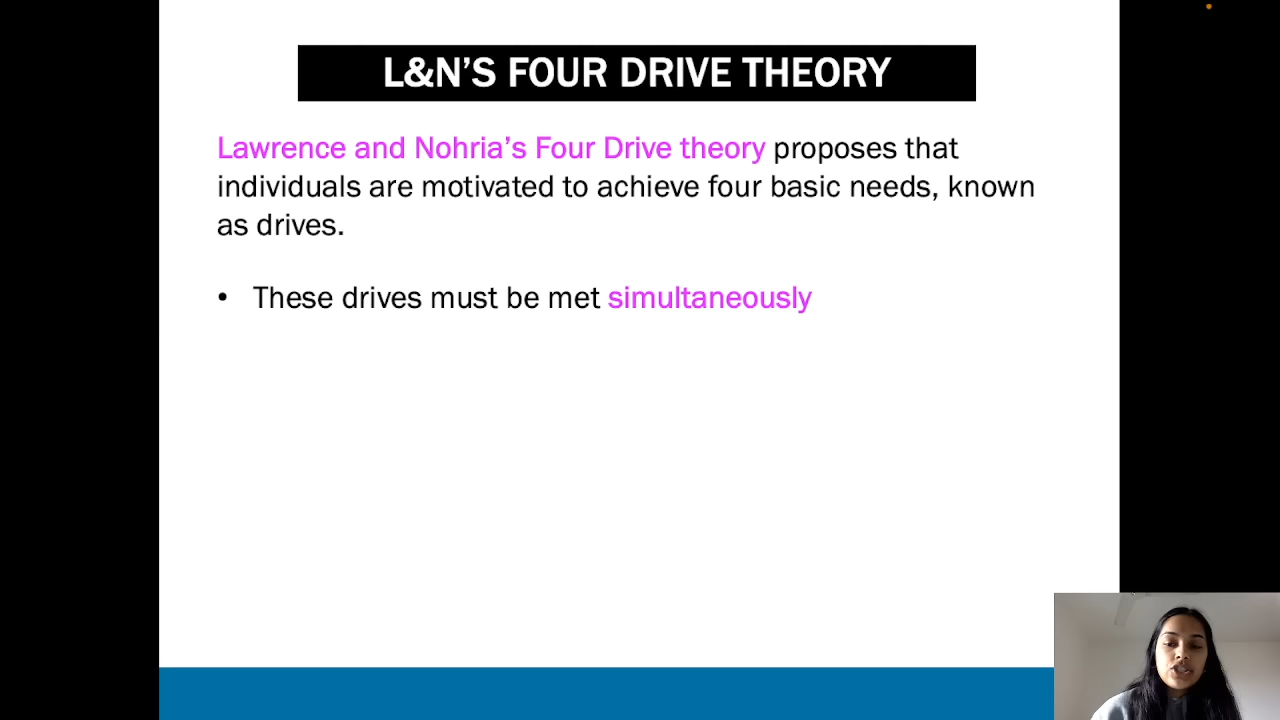 L&N’S FOUR DRIVE THEORY
Lawrence and Nohria’s Four Drive theory proposes that
individuals are motivated to achieve four basic needs, known
as drives.
• These drives must be met simultaneously